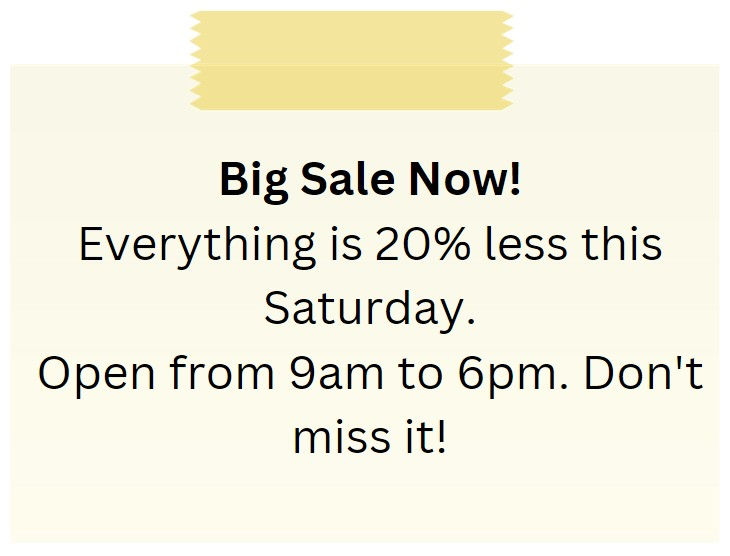 Big Sale Now!
Everything is 20% less this
Saturday.
Open from 9am to 6pm. Don't
miss it!